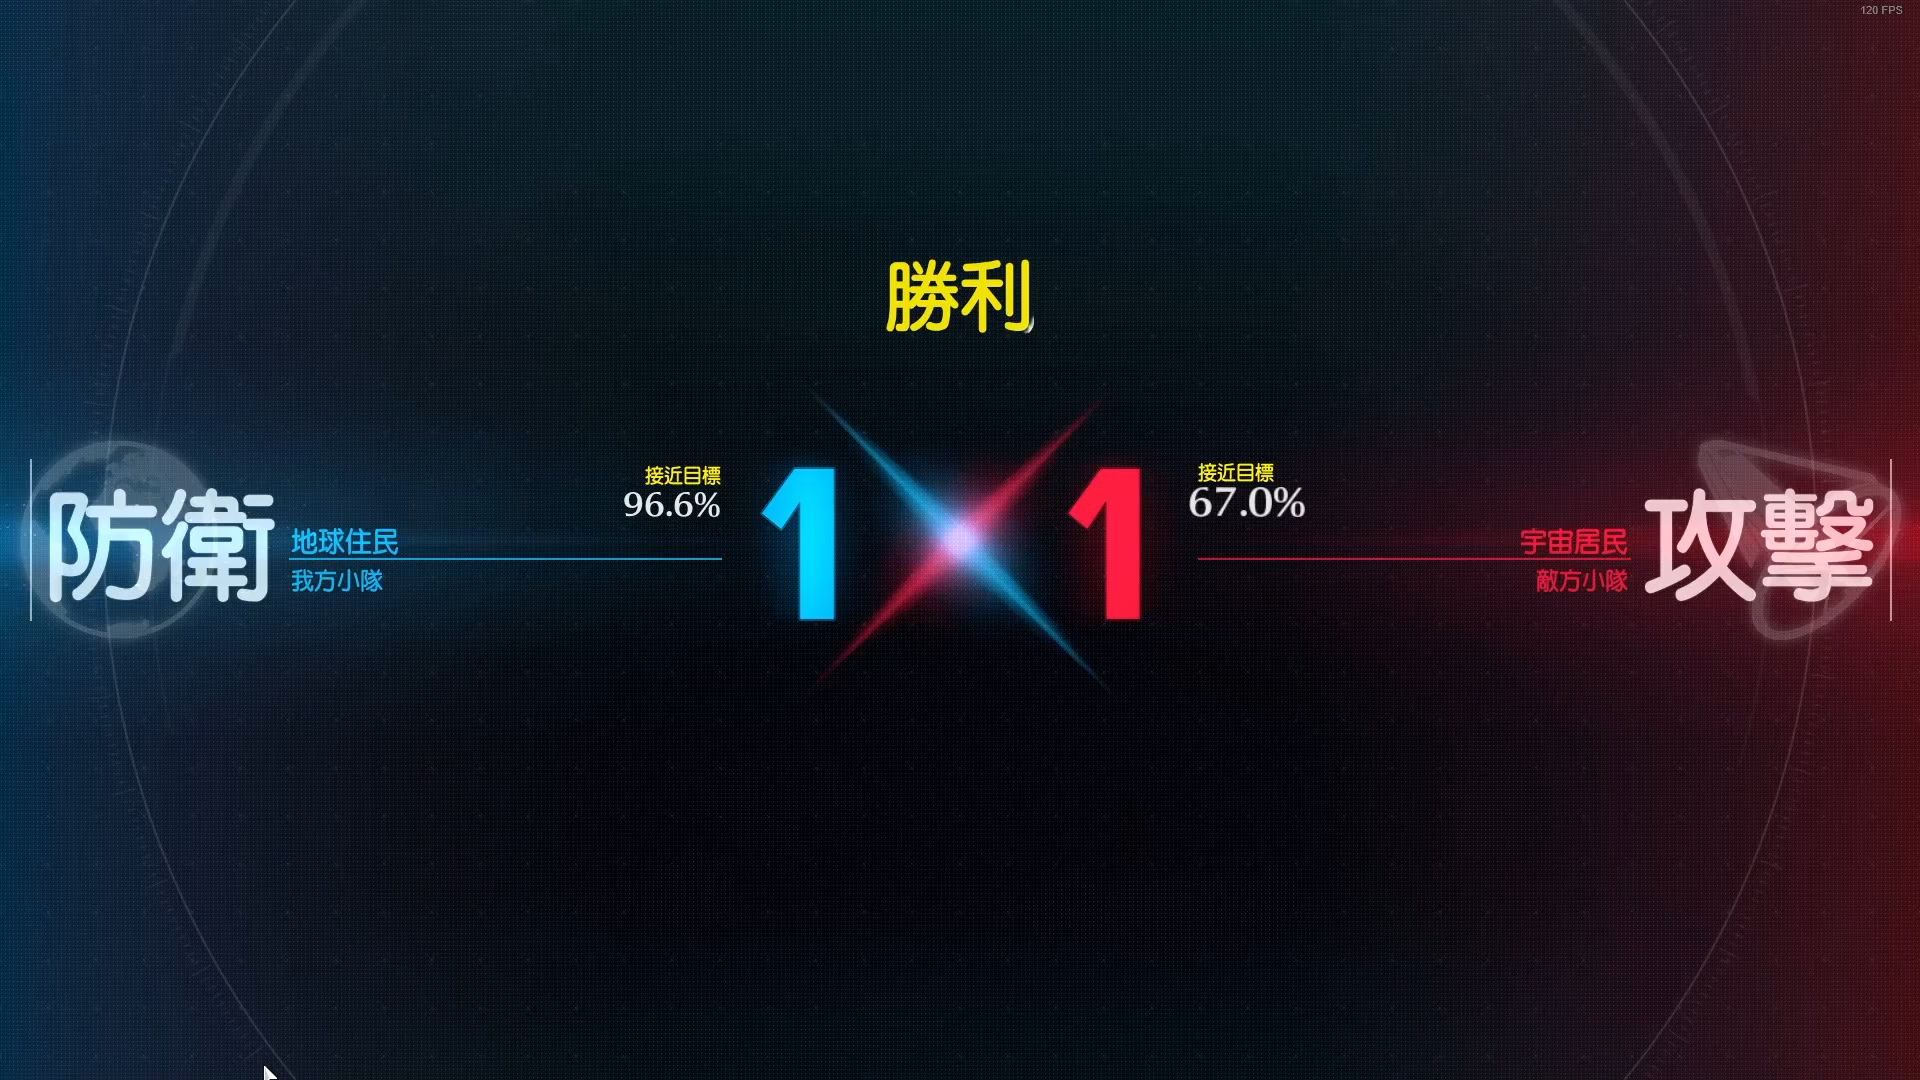 120 FPS
勝利
接近目標
96.6%
1
1
接近目標
67.0%
防衛
地球住民
我方小隊
宇宙居民
敵方小隊
攻擊